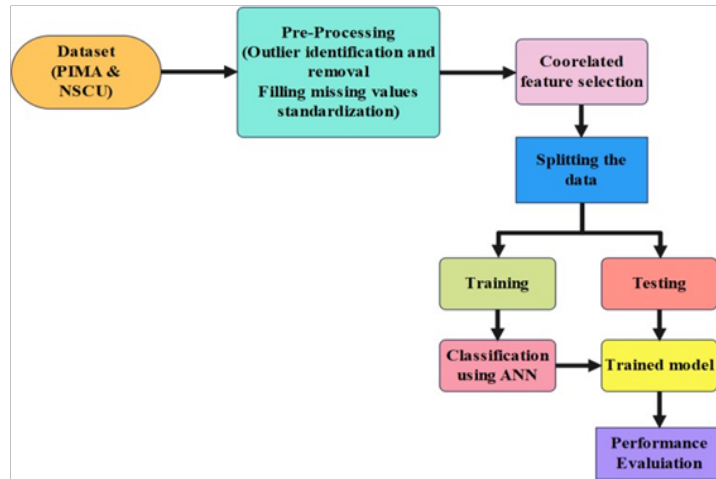 Dataset
(PIMA &
NSCU)
Pre-Processing
(Outlier identification and
removal
Filling missing values
standardization)
Coorelated
feature selection
Splitting the
data
Training
Testing
Classification
using ANN
Trained model
Performance
Evaluiation